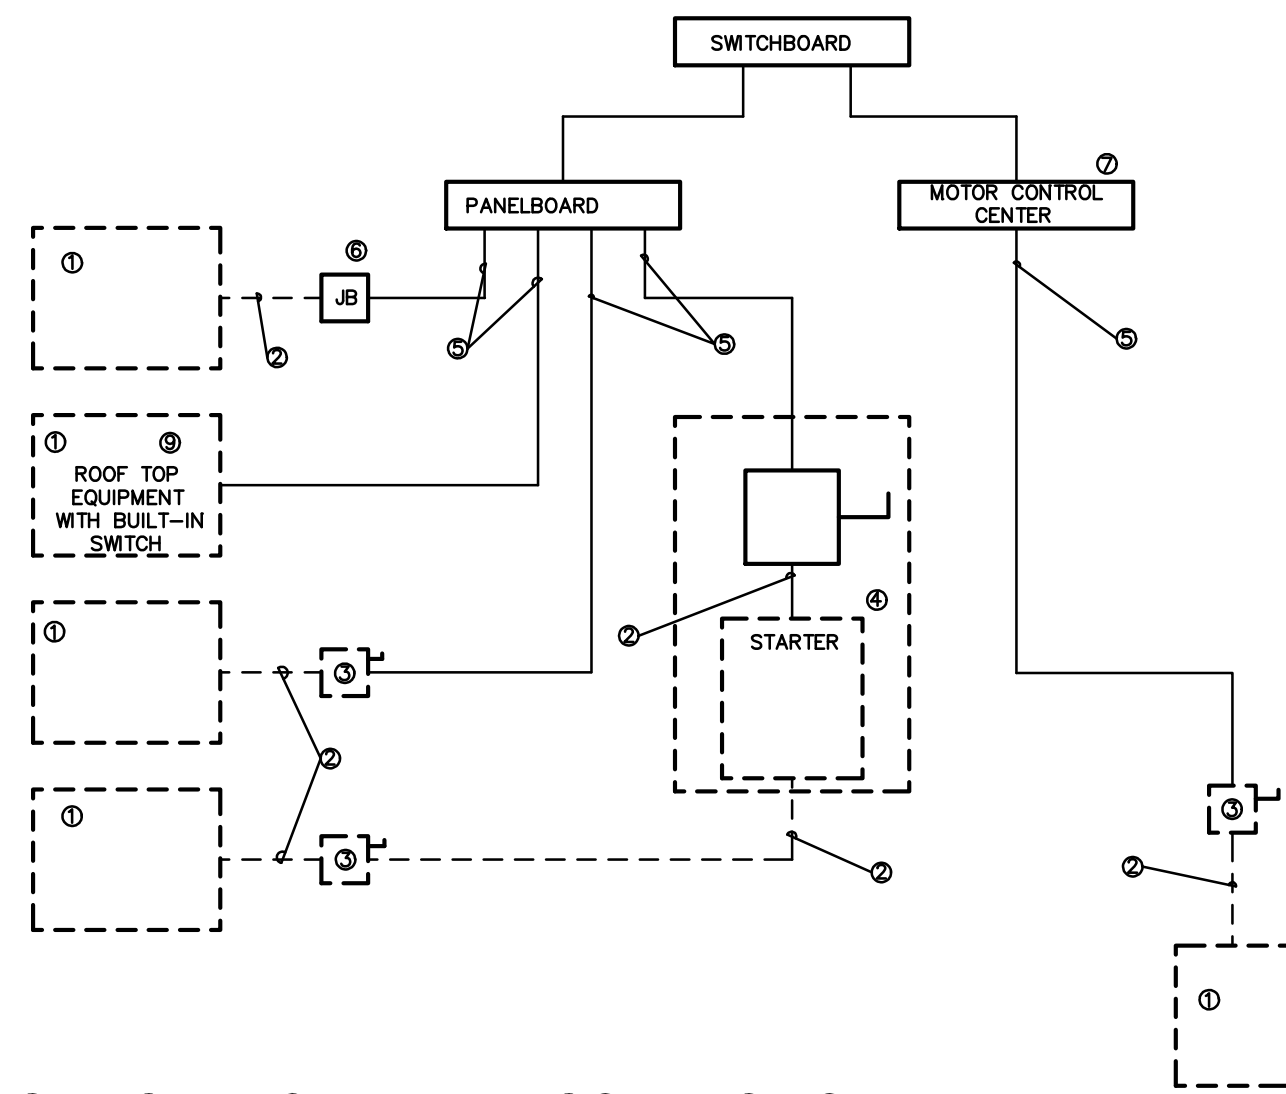 SWITCHBOARD
⑦
PANELBOARD
MOTOR CONTROL
CENTER
①
⑥
JB
②
⑤
⑤
⑤
① ⑨
ROOF TOP
EQUIPMENT
WITH BUILT-IN
SWITCH
④
②
STARTER
①
③
②
①
③
②
③
②
①